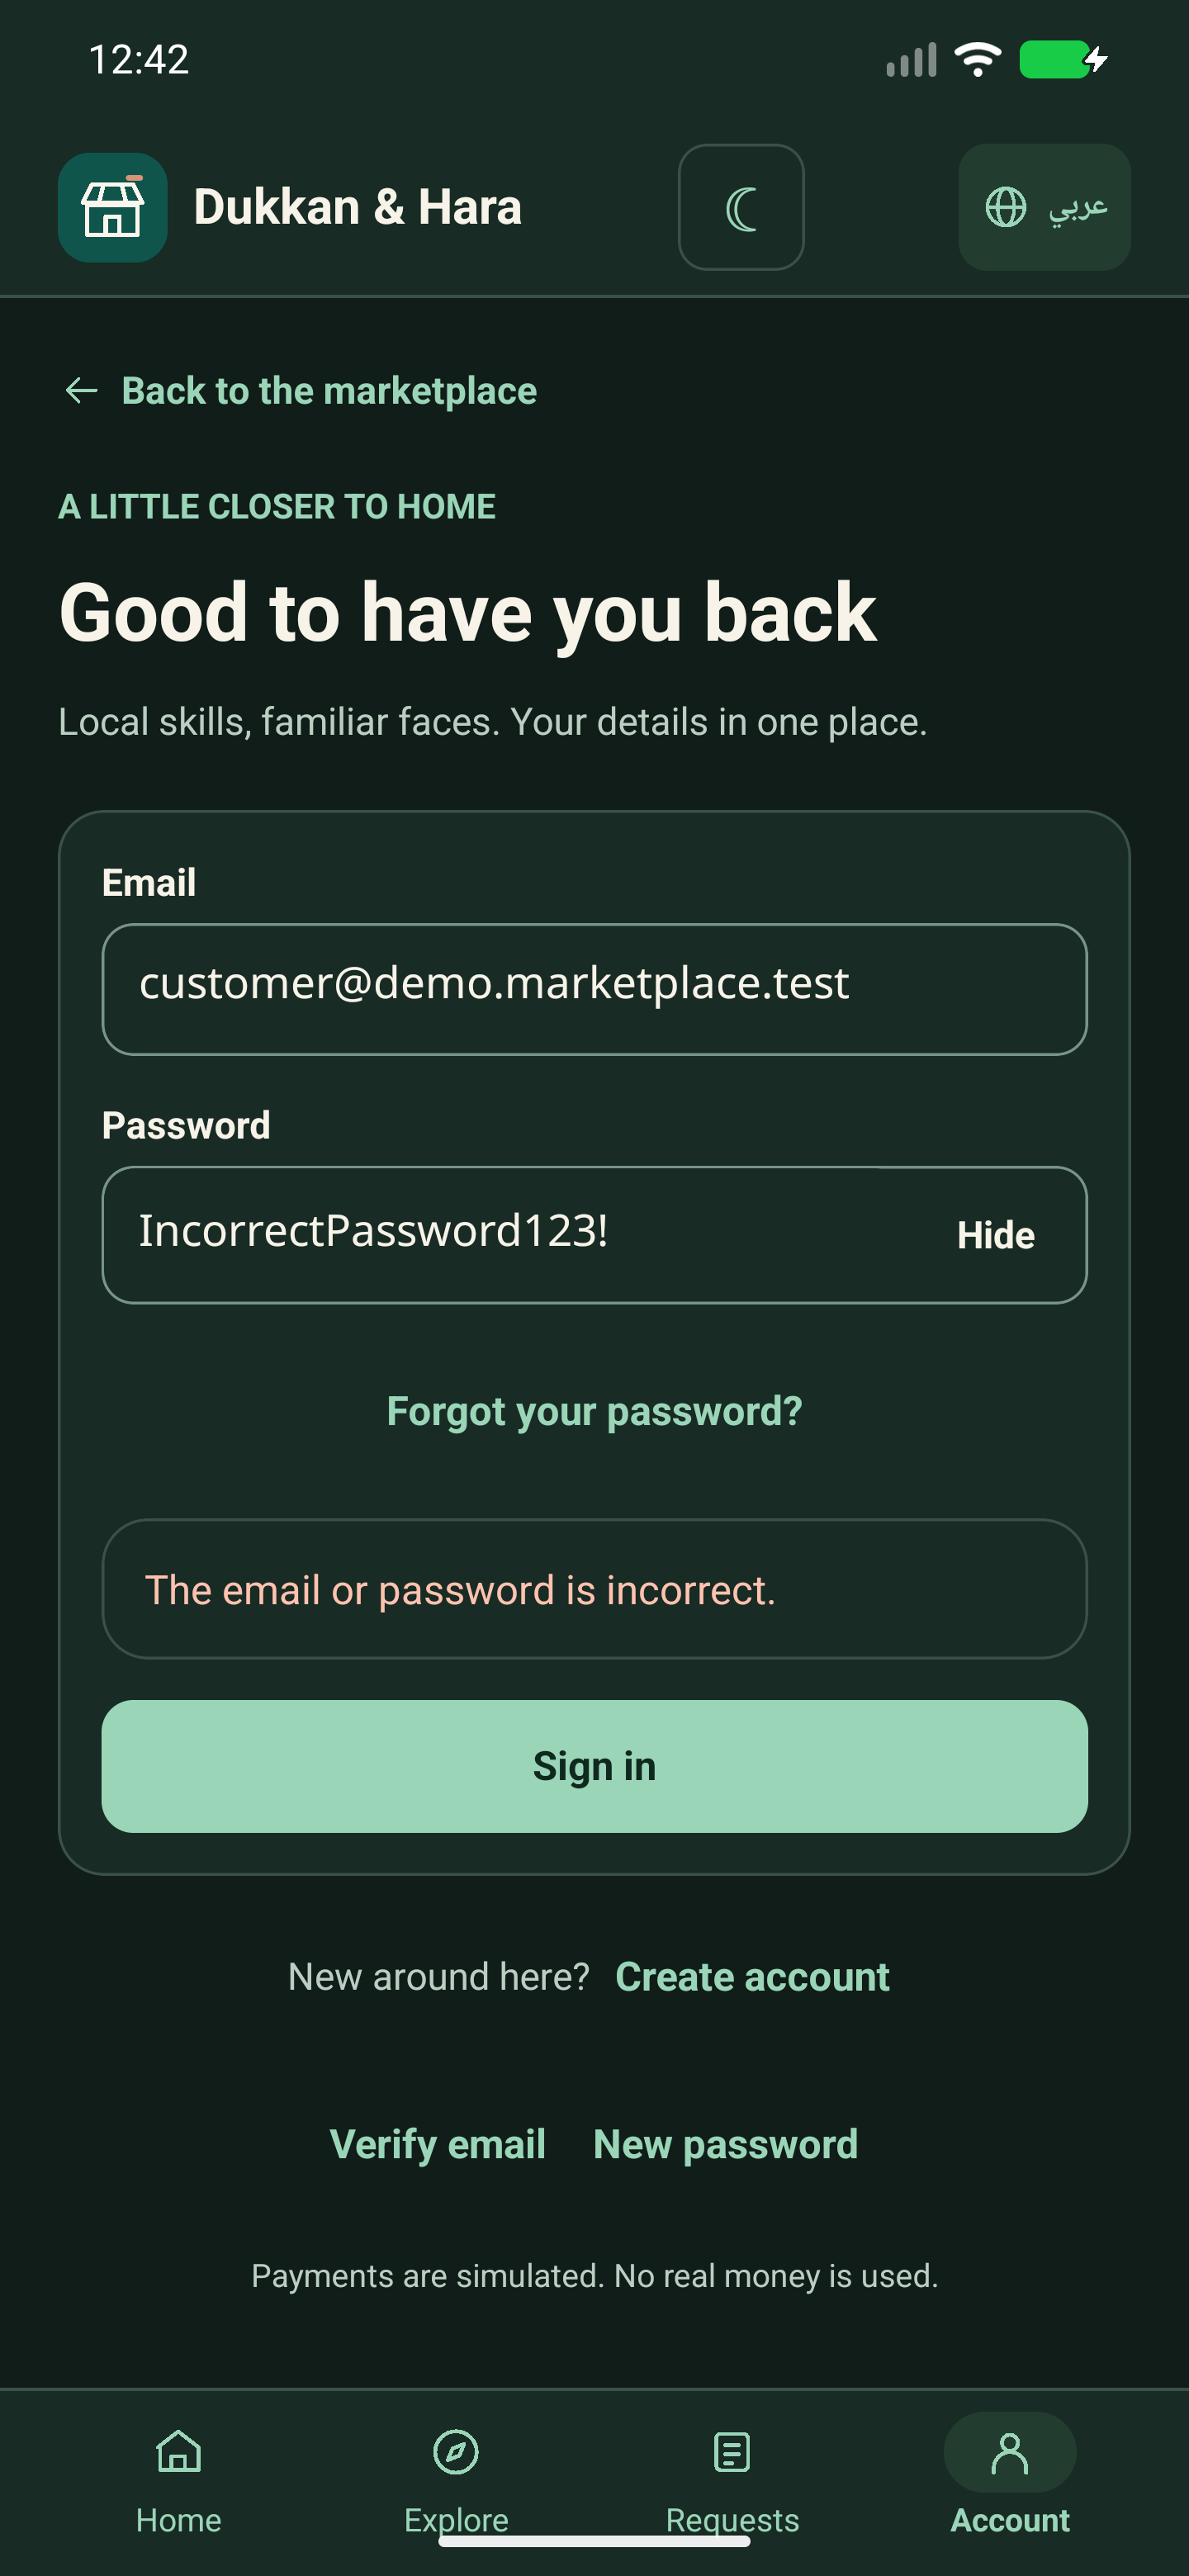 12:42
Dukkan & Hara
عربي
Back to the marketplace
A LITTLE CLOSER TO HOME
Good to have you back
Local skills, familiar faces. Your details in one place.
Email
customer@demo.marketplace.test
Password
IncorrectPassword123!
Hide
Forgot your password?
The email or password is incorrect.
Sign in
New around here? Create account
Verify email New password
Payments are simulated. No real money is used.
Home Explore Requests Account